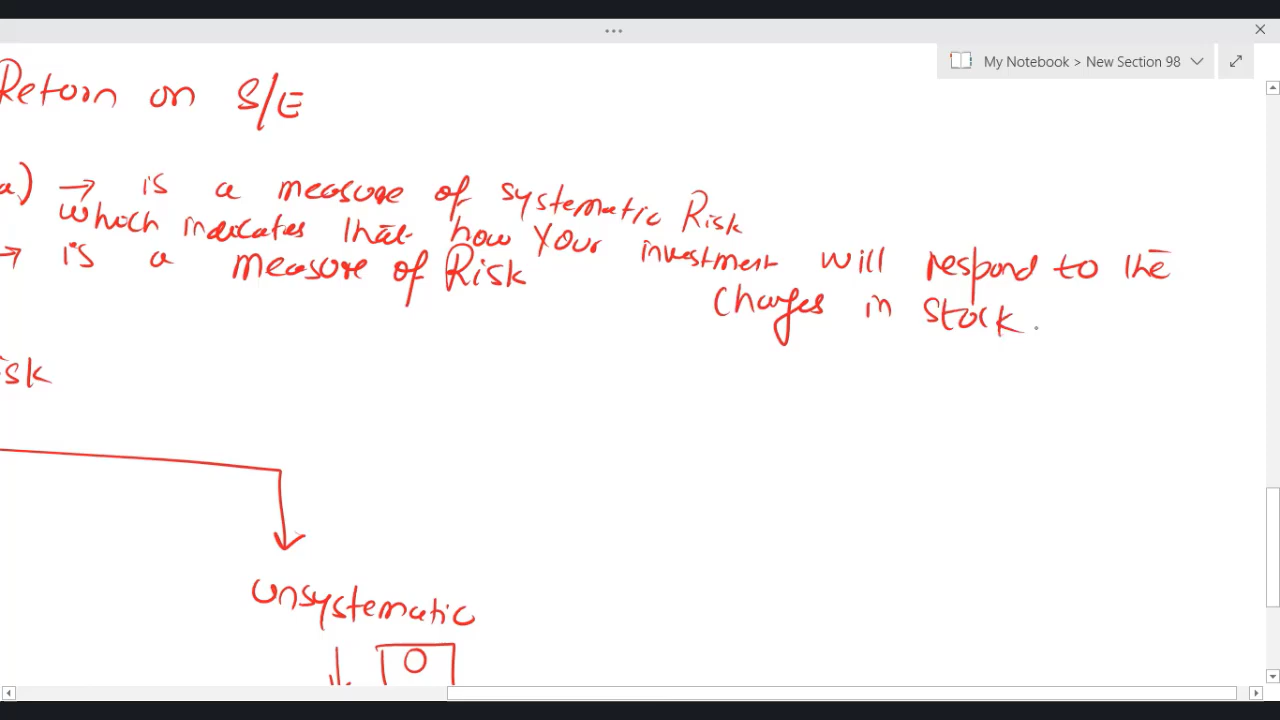 My Notebook > New Section 98
Return on S/E
a) → is a measure of systematic Risk
which indicates that how your investment will respond to the
changes in stock.
→ is a measure of Risk
isk
unsystematic
0